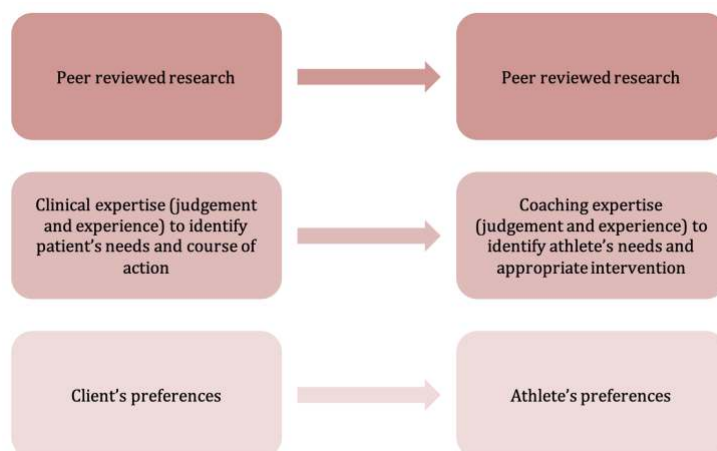 Peer reviewed research
Peer reviewed research
Clinical expertise (judgement
and experience) to identify
patient's needs and course of
action
Coaching expertise
(judgement and experience) to
identify athlete's needs and
appropriate intervention
Client's preferences
Athlete's preferences